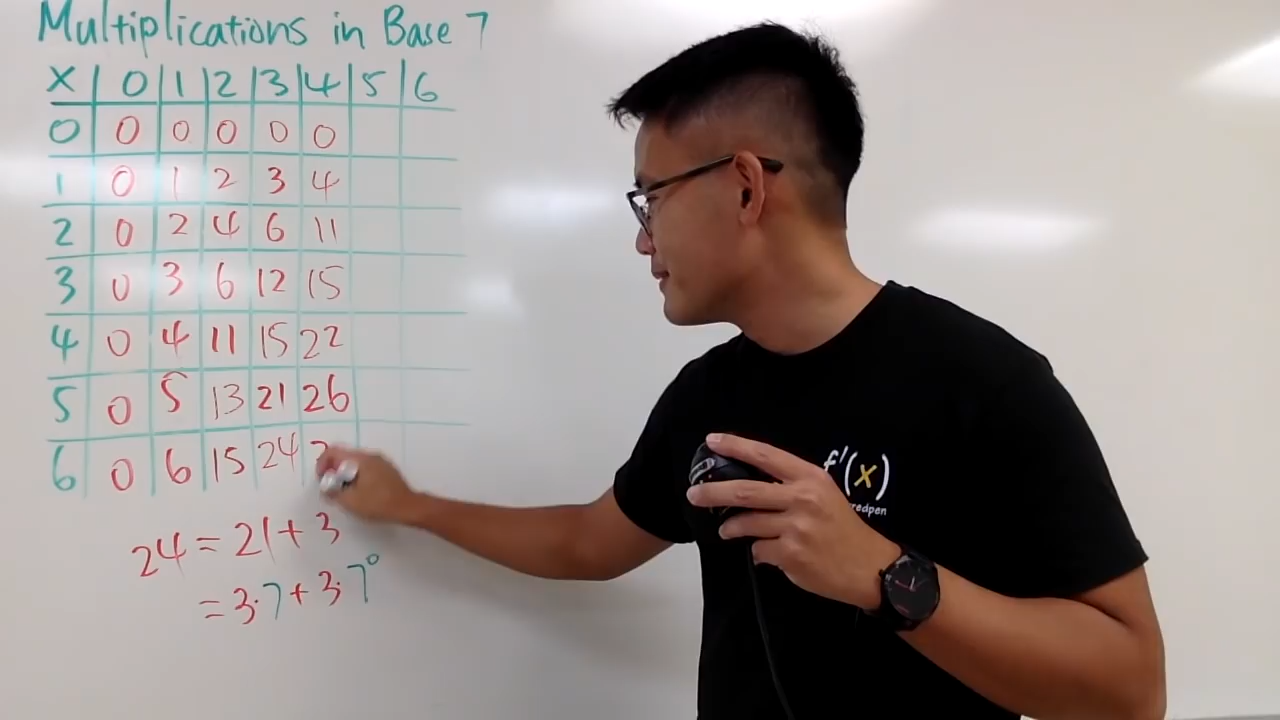 Multiplications in Base 7
X 0 1 2 3 4 5 6
0 0 0 0 0 0
1 0 1 2 3 4
2 0 2 4 6 11
3 0 3 6 12 15
4 0 4 11 15 22
5 0 5 13 21 26
6 0 6 15 24
24 = 21 + 3
= 3·7 + 3·7⁰
f'(x)
redpen